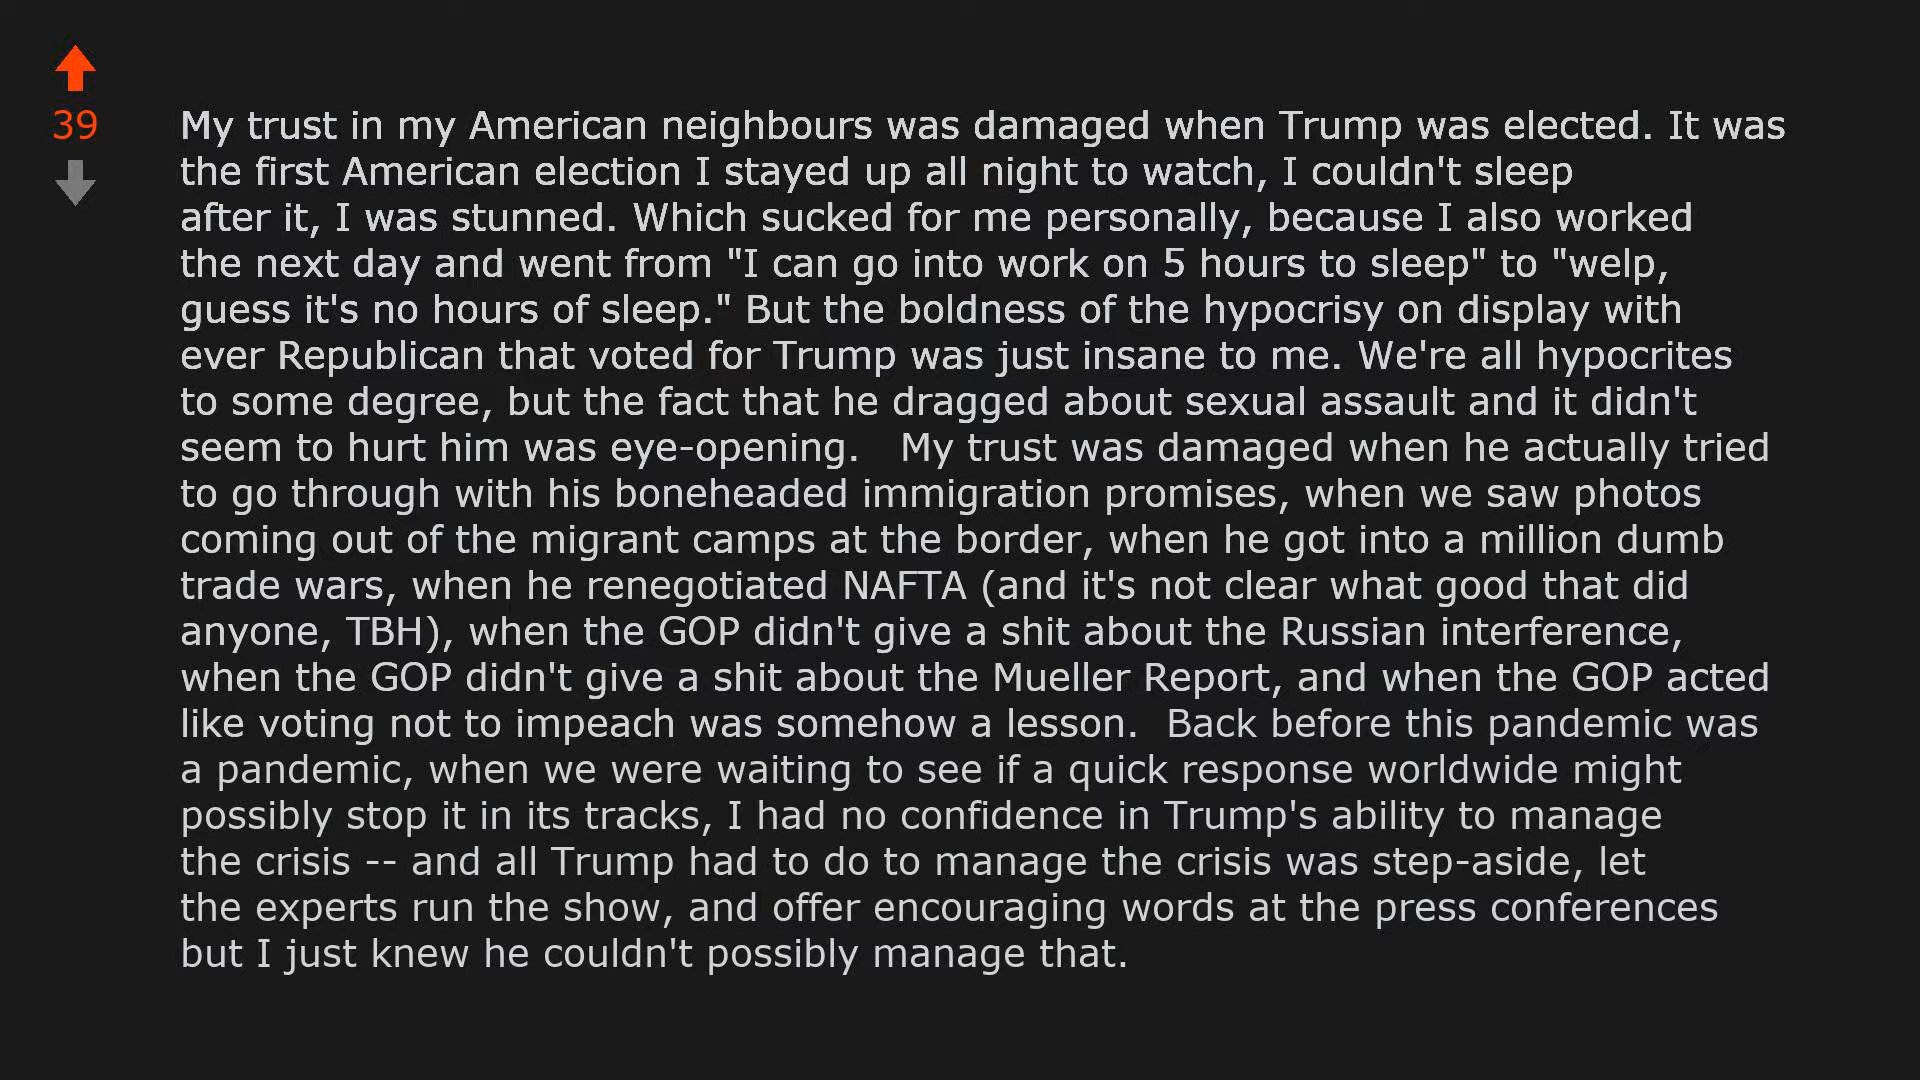 39
My trust in my American neighbours was damaged when Trump was elected. It was
the first American election I stayed up all night to watch, I couldn't sleep
after it, I was stunned. Which sucked for me personally, because I also worked
the next day and went from "I can go into work on 5 hours to sleep" to "welp,
guess it's no hours of sleep." But the boldness of the hypocrisy on display with
ever Republican that voted for Trump was just insane to me. We're all hypocrites
to some degree, but the fact that he dragged about sexual assault and it didn't
seem to hurt him was eye-opening.   My trust was damaged when he actually tried
to go through with his boneheaded immigration promises, when we saw photos
coming out of the migrant camps at the border, when he got into a million dumb
trade wars, when he renegotiated NAFTA (and it's not clear what good that did
anyone, TBH), when the GOP didn't give a shit about the Russian interference,
when the GOP didn't give a shit about the Mueller Report, and when the GOP acted
like voting not to impeach was somehow a lesson.  Back before this pandemic was
a pandemic, when we were waiting to see if a quick response worldwide might
possibly stop it in its tracks, I had no confidence in Trump's ability to manage
the crisis -- and all Trump had to do to manage the crisis was step-aside, let
the experts run the show, and offer encouraging words at the press conferences
but I just knew he couldn't possibly manage that.